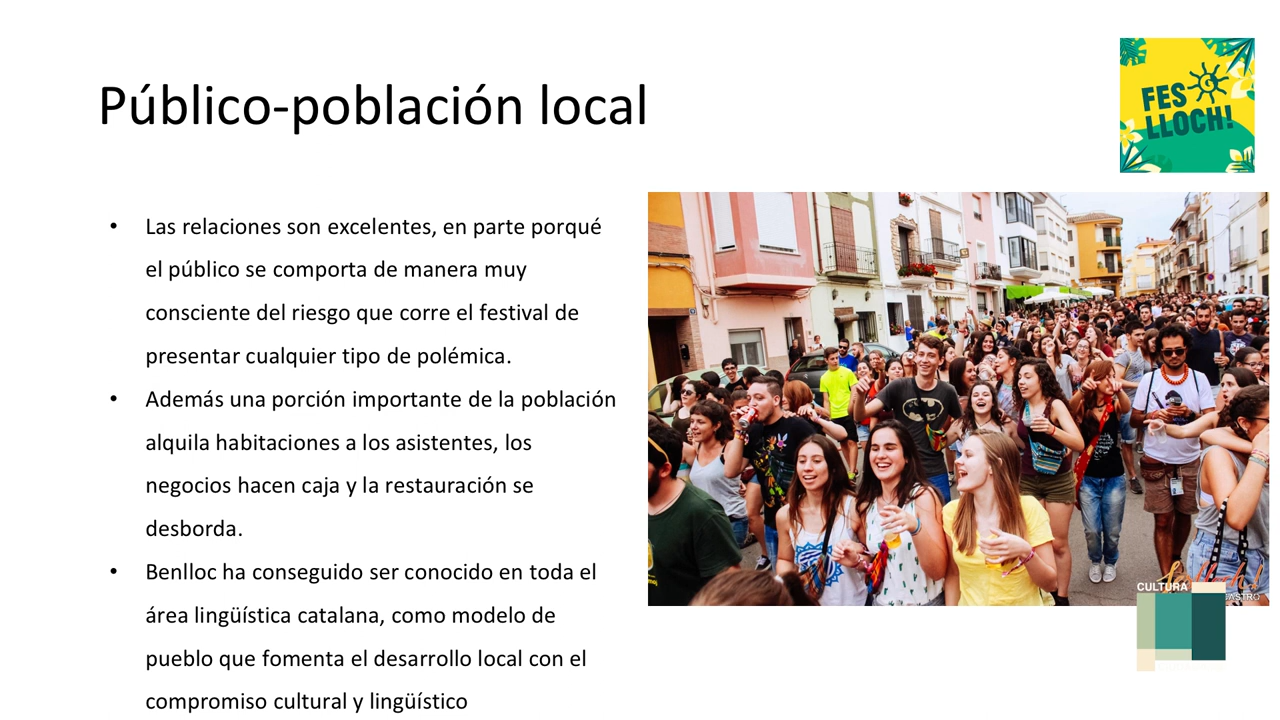 Público-población local
FES
LLOCH!
• Las relaciones son excelentes, en parte porqué
el público se comporta de manera muy
consciente del riesgo que corre el festival de
presentar cualquier tipo de polémica.
• Además una porción importante de la población
alquila habitaciones a los asistentes, los
negocios hacen caja y la restauración se
desborda.
• Benlloc ha conseguido ser conocido en toda el
área lingüística catalana, como modelo de
pueblo que fomenta el desarrollo local con el
compromiso cultural y lingüístico
CULTURA